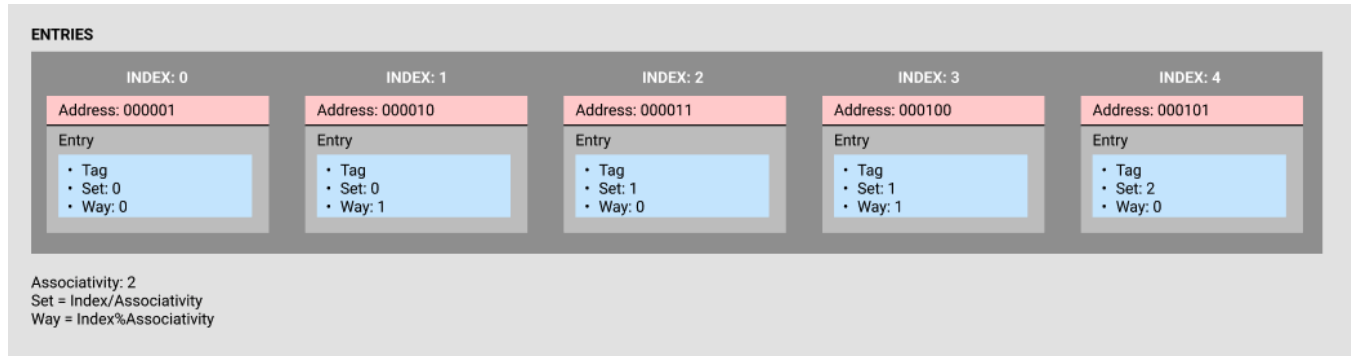 ENTRIES
INDEX: 0
Address: 000001
Entry
• Tag
• Set: 0
• Way: 0
INDEX: 1
Address: 000010
Entry
• Tag
• Set: 0
• Way: 1
INDEX: 2
Address: 000011
Entry
• Tag
• Set: 1
• Way: 0
INDEX: 3
Address: 000100
Entry
• Tag
• Set: 1
• Way: 1
INDEX: 4
Address: 000101
Entry
• Tag
• Set: 2
• Way: 0
Associativity: 2
Set = Index/Associativity
Way = Index%Associativity